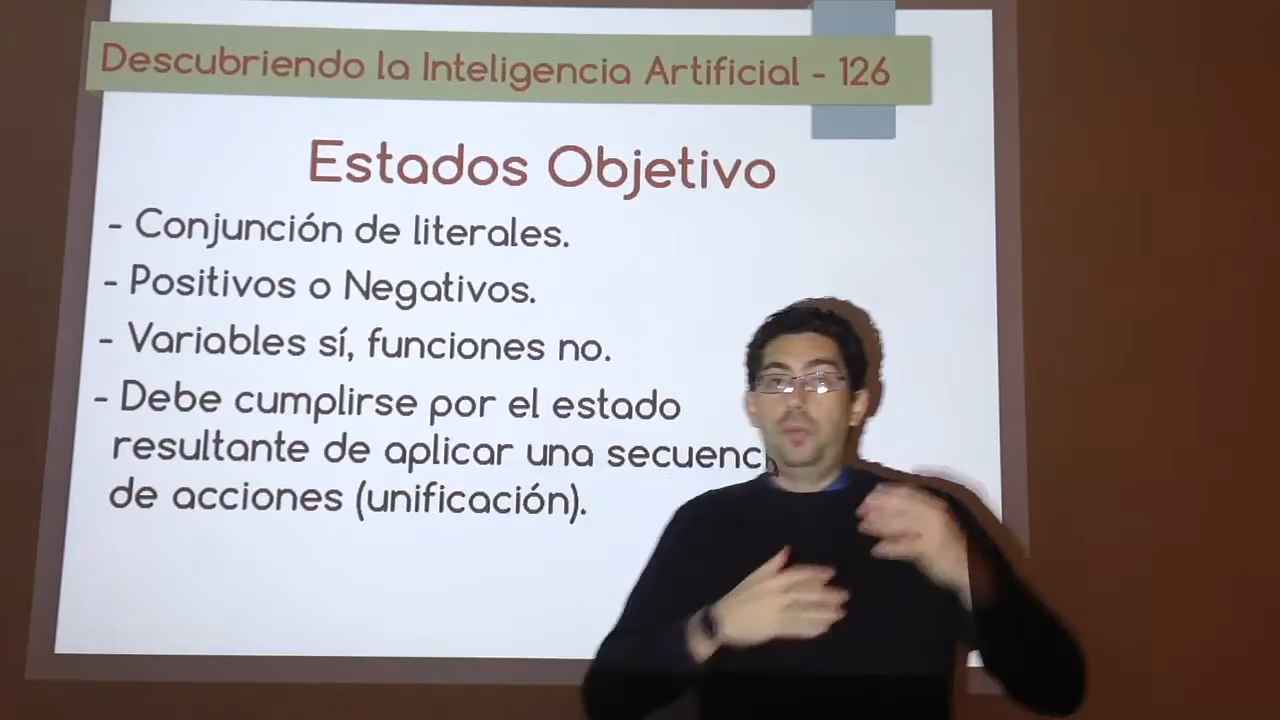 Descubriendo la Inteligencia Artificial - 126
Estados Objetivo
- Conjunción de literales.
- Positivos o Negativos.
- Variables sí, funciones no.
- Debe cumplirse por el estado
resultante de aplicar una secuenc
de acciones (unificación).